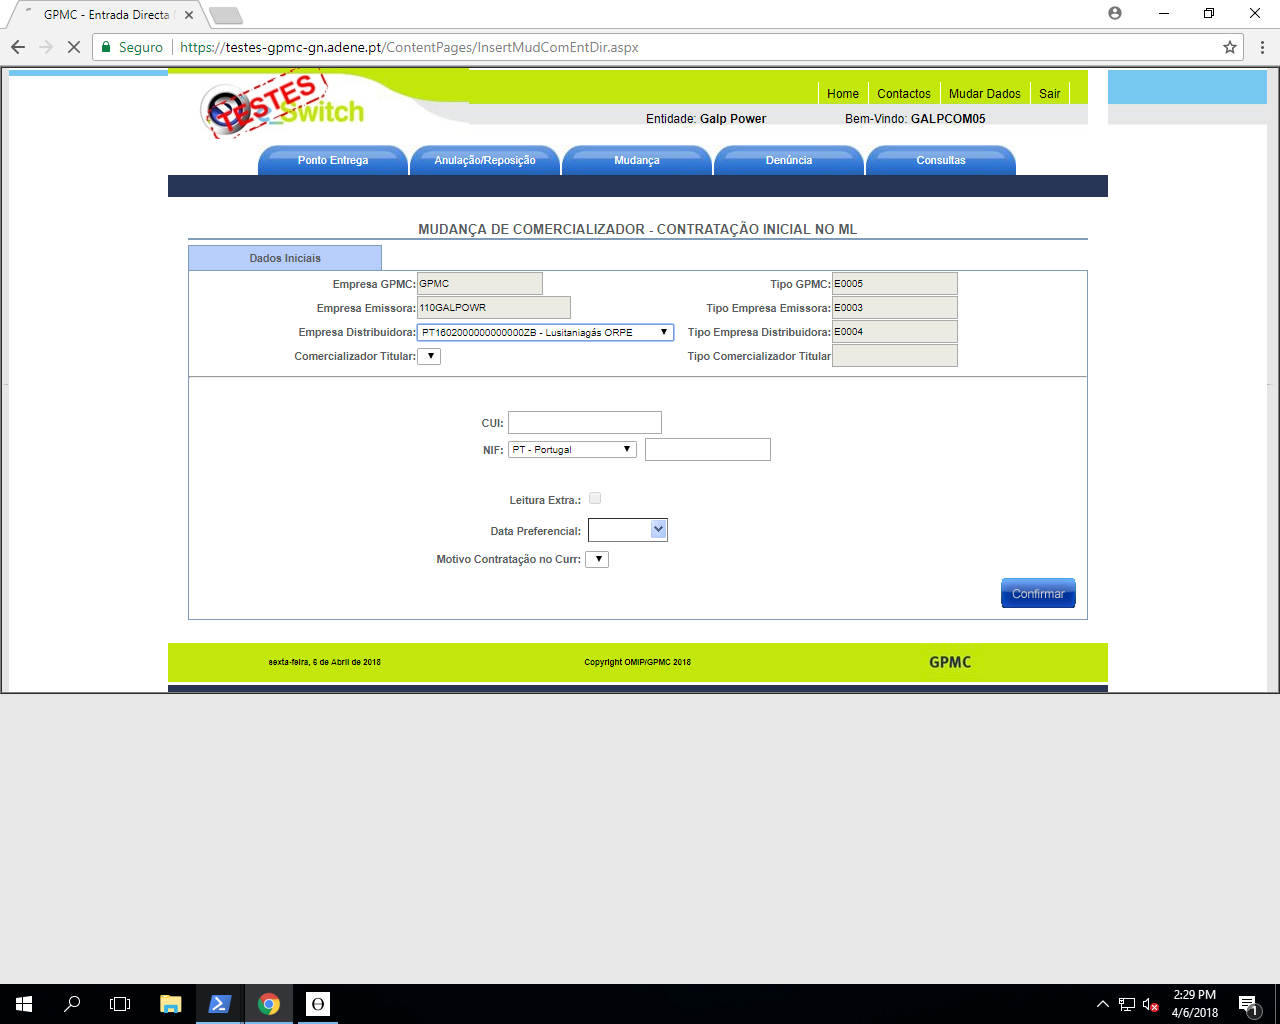 GPMC - Entrada Directa
Seguro
https://testes-gpmc-gn.adene.pt/ContentPages/InsertMudComEntDir.aspx
TESTES
_Switch
Home
Contactos
Mudar Dados
Sair
Entidade: Galp Power
Bem-Vindo: GALPCOM05
Ponto Entrega
Anulação/Reposição
Mudança
Denúncia
Consultas
MUDANÇA DE COMERCIALIZADOR - CONTRATAÇÃO INICIAL NO ML
Dados Iniciais
Empresa GPMC: GPMC
Tipo GPMC: E0005
Empresa Emissora: 110GALPOWR
Tipo Empresa Emissora: E0003
Empresa Distribuidora: PT1602000000000000ZB - Lusitaniagás ORPE
Tipo Empresa Distribuidora: E0004
Comercializador Titular:
Tipo Comercializador Titular
CUI:
NIF: PT - Portugal
Leitura Extra.:
Data Preferencial:
Motivo Contratação no Curr:
Confirmar
sexta-feira, 6 de Abril de 2018
Copyright OMIP/GPMC 2018
GPMC
2:29 PM
4/6/2018
1